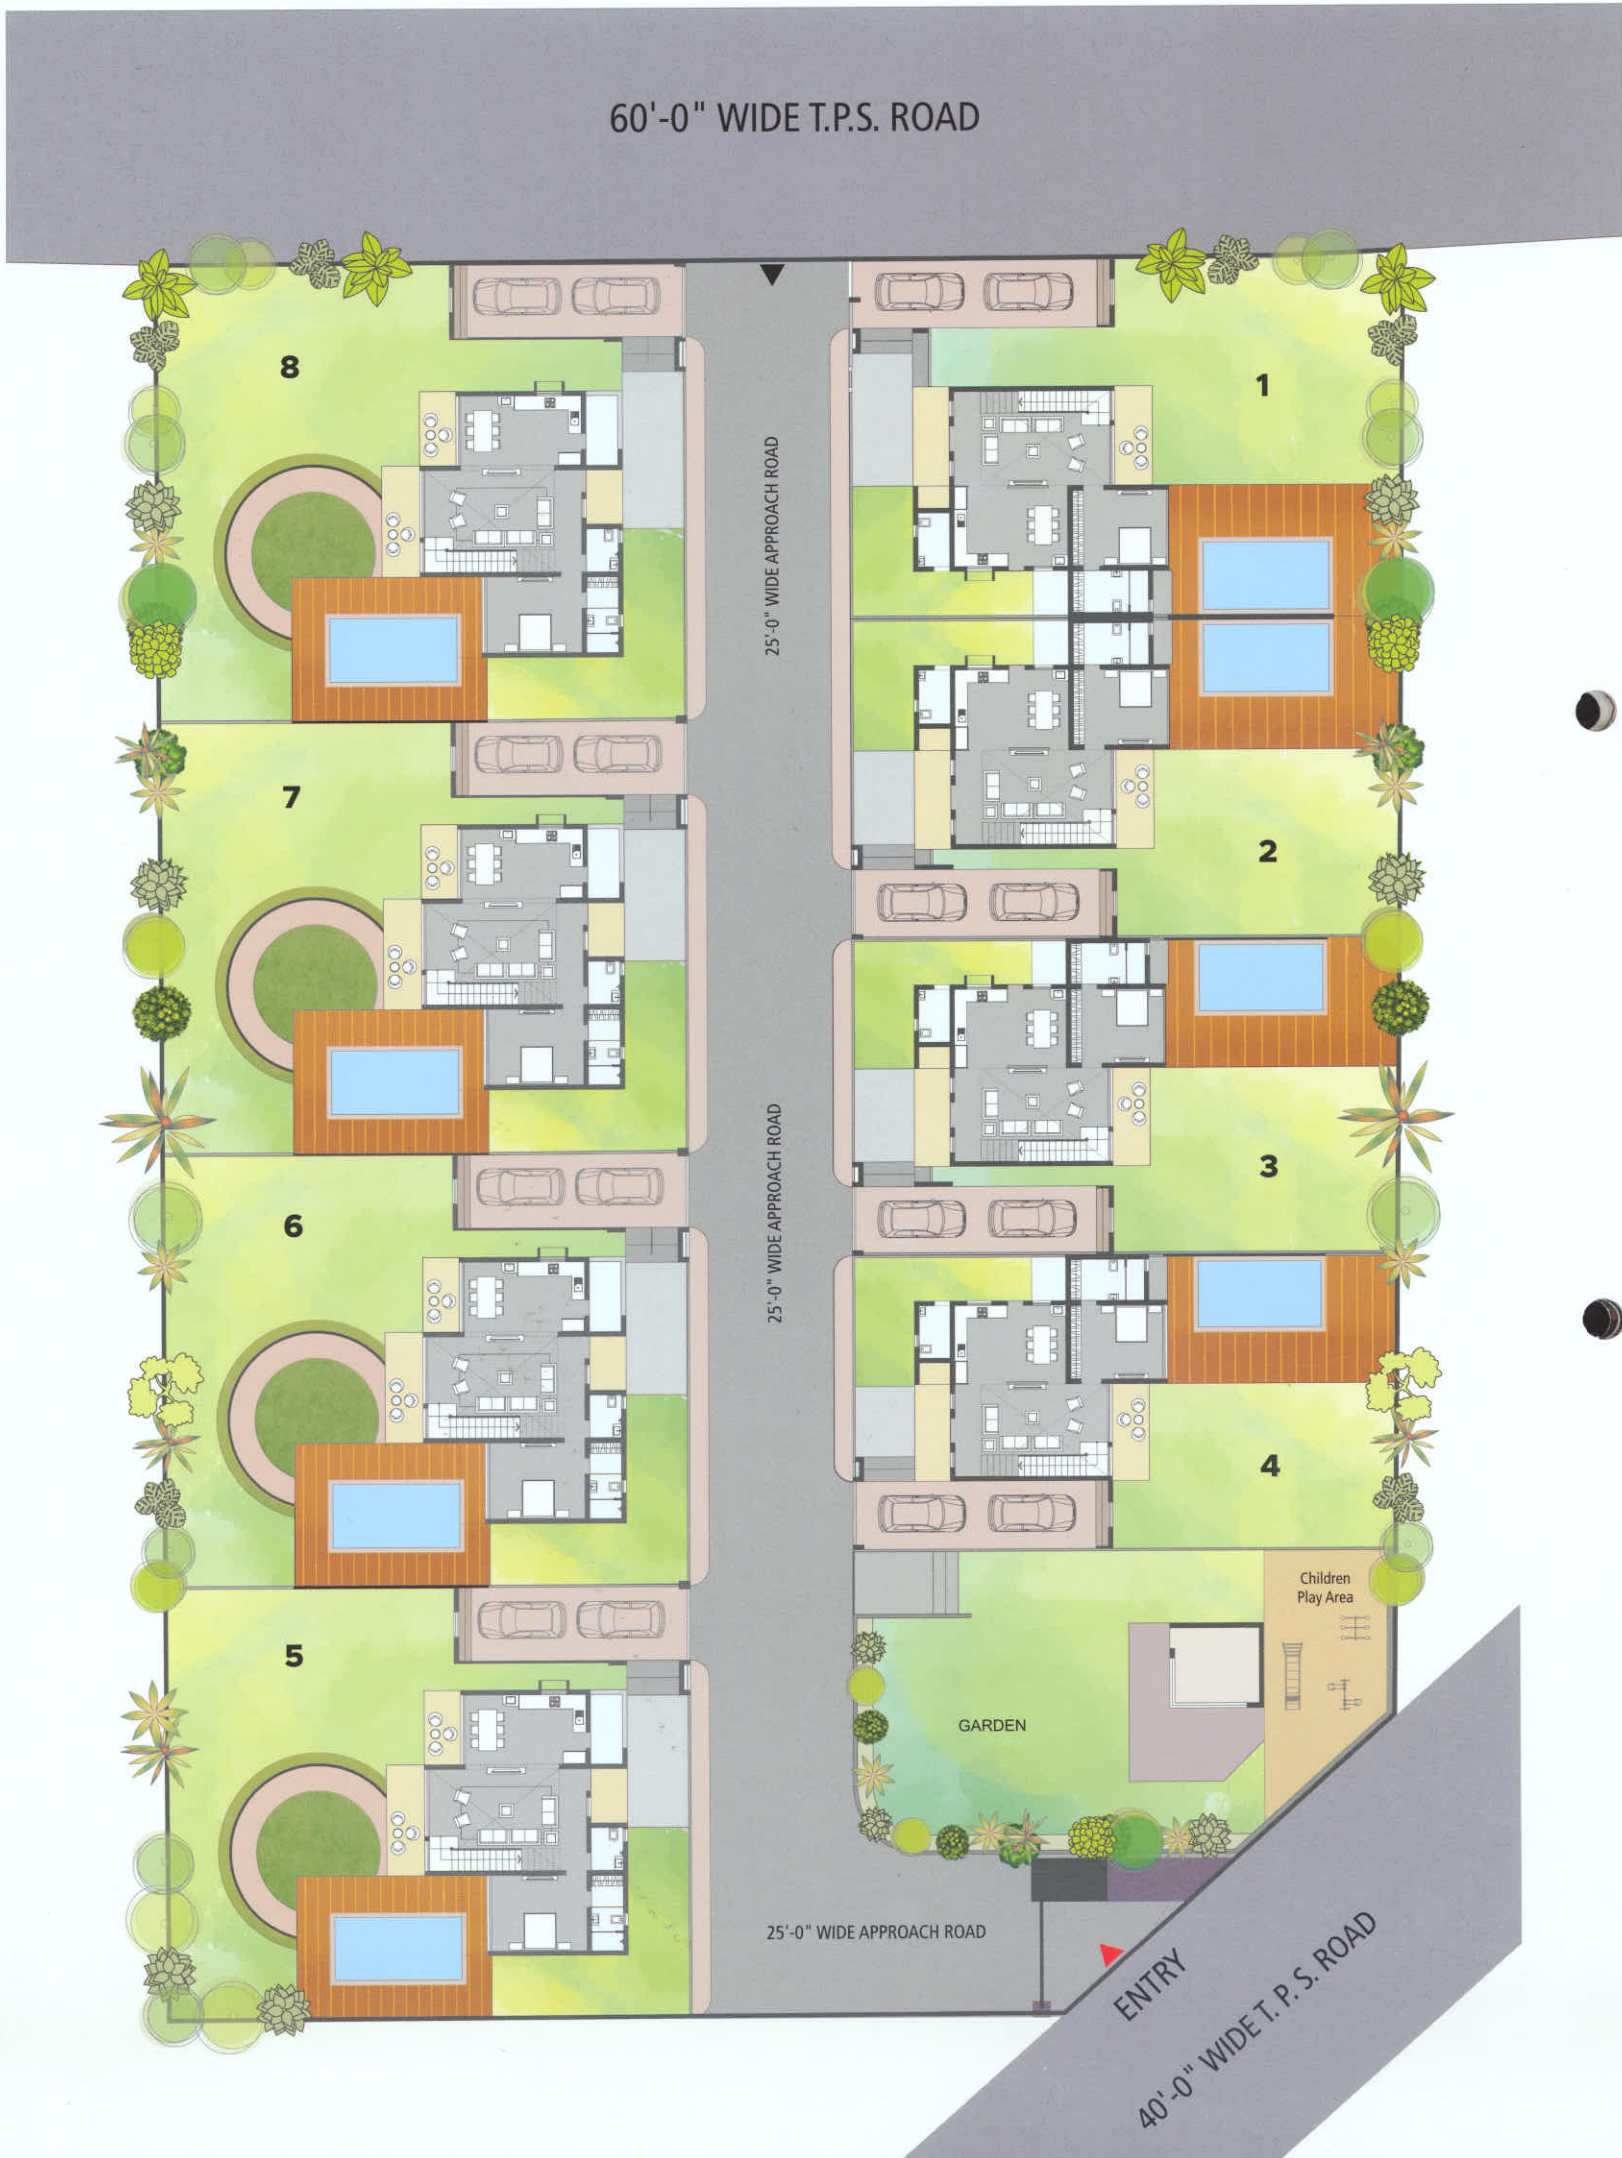 60'-0" WIDE T.P.S. ROAD
8
1
25'-0" WIDE APPROACH ROAD
7
2
25'-0" WIDE APPROACH ROAD
6
3
4
5
Children
Play Area
GARDEN
25'-0" WIDE APPROACH ROAD
ENTRY
40'-0" WIDE T. P. S. ROAD